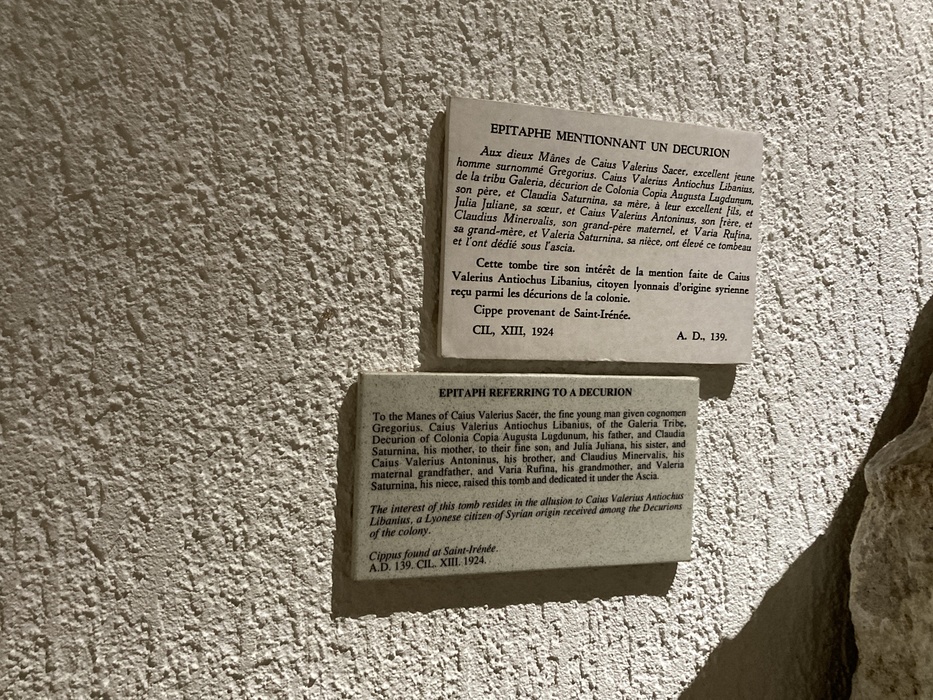 EPITAPHE MENTIONNANT UN DECURION
Aux dieux Mânes de Caius Valerius Sacer, excellent jeune
homme surnommé Gregorius. Caius Valerius Antiochus Libanius,
de la tribu Galeria, décurion de Colonia Copia Augusta Lugdunum,
son père, et Claudia Saturnina, sa mère, à leur excellent fils, et
Julia Juliane, sa sœur, et Caius Valerius Antoninus, son frère, et
Claudius Minervalis, son grand-père maternel, et Varia Rufina,
sa grand-mère, et Valeria Saturnina, sa nièce, ont élevé ce tombeau
et l'ont dédié sous l'ascia.
Cette tombe tire son intérêt de la mention faite de Caius
Valerius Antiochus Libanius, citoyen lyonnais d'origine syrienne
reçu parmi les décurions de la colonie.
Cippe provenant de Saint-Irénée.
CIL, XIII, 1924 A. D., 139.
EPITAPH REFERRING TO A DECURION
To the Manes of Caius Valerius Sacer, the fine young man given cognomen
Gregorius. Caius Valerius Antiochus Libanius, of the Galeria Tribe,
Decurion of Colonia Copia Augusta Lugdunum, his father, and Claudia
Saturnina, his mother, to their fine son, and Julia Juliana, his sister, and
Caius Valerius Antoninus, his brother, and Claudius Minervalis, his
maternal grandfather, and Varia Rufina, his grandmother, and Valeria
Saturnina, his niece, raised this tomb and dedicated it under the Ascia.
The interest of this tomb resides in the allusion to Caius Valerius Antiochus
Libanius, a Lyonese citizen of Syrian origin received among the Decurions
of the colony.
Cippus found at Saint-Irénée.
A.D. 139. CIL. XIII. 1924.